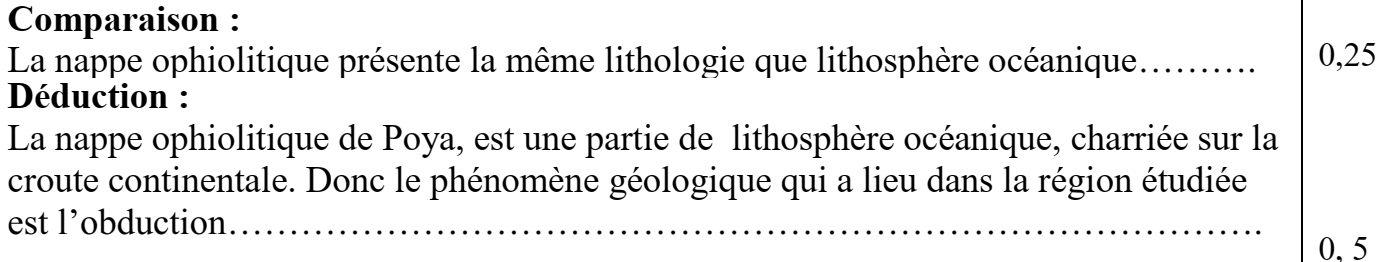 Comparaison :
La nappe ophiolitique présente la même lithologie que lithosphère océanique………. 0,25
Déduction :
La nappe ophiolitique de Poya, est une partie de lithosphère océanique, charriée sur la
croute continentale. Donc le phénomène géologique qui a lieu dans la région étudiée
est l’obduction…………………………………………………………………….
0, 5